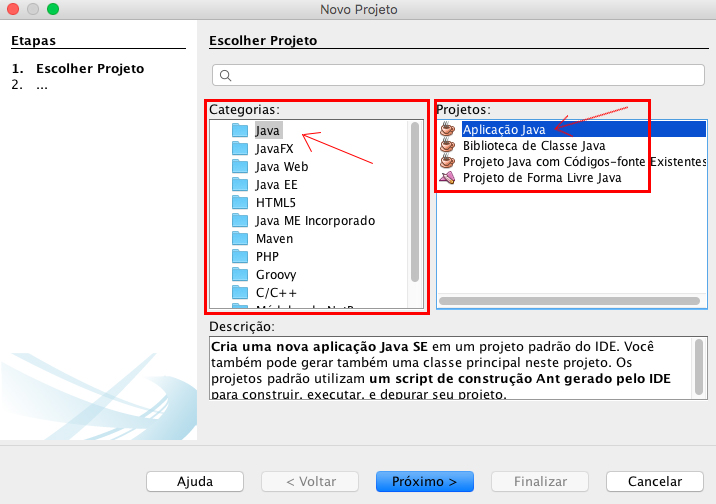 Novo Projeto
Etapas
1. Escolher Projeto
2. ...
Escolher Projeto
Categorias:
Java
JavaFX
Java Web
Java EE
HTML5
Java ME Incorporado
Maven
PHP
Groovy
C/C++
Projetos:
Aplicação Java
Biblioteca de Classe Java
Projeto Java com Códigos-fonte Existentes
Projeto de Forma Livre Java
Descrição:
Cria uma nova aplicação Java SE em um projeto padrão do IDE. Você
também pode gerar também uma classe principal neste projeto. Os
projetos padrão utilizam um script de construção Ant gerado pelo IDE
para construir, executar, e depurar seu projeto.
Ajuda
< Voltar
Próximo >
Finalizar
Cancelar